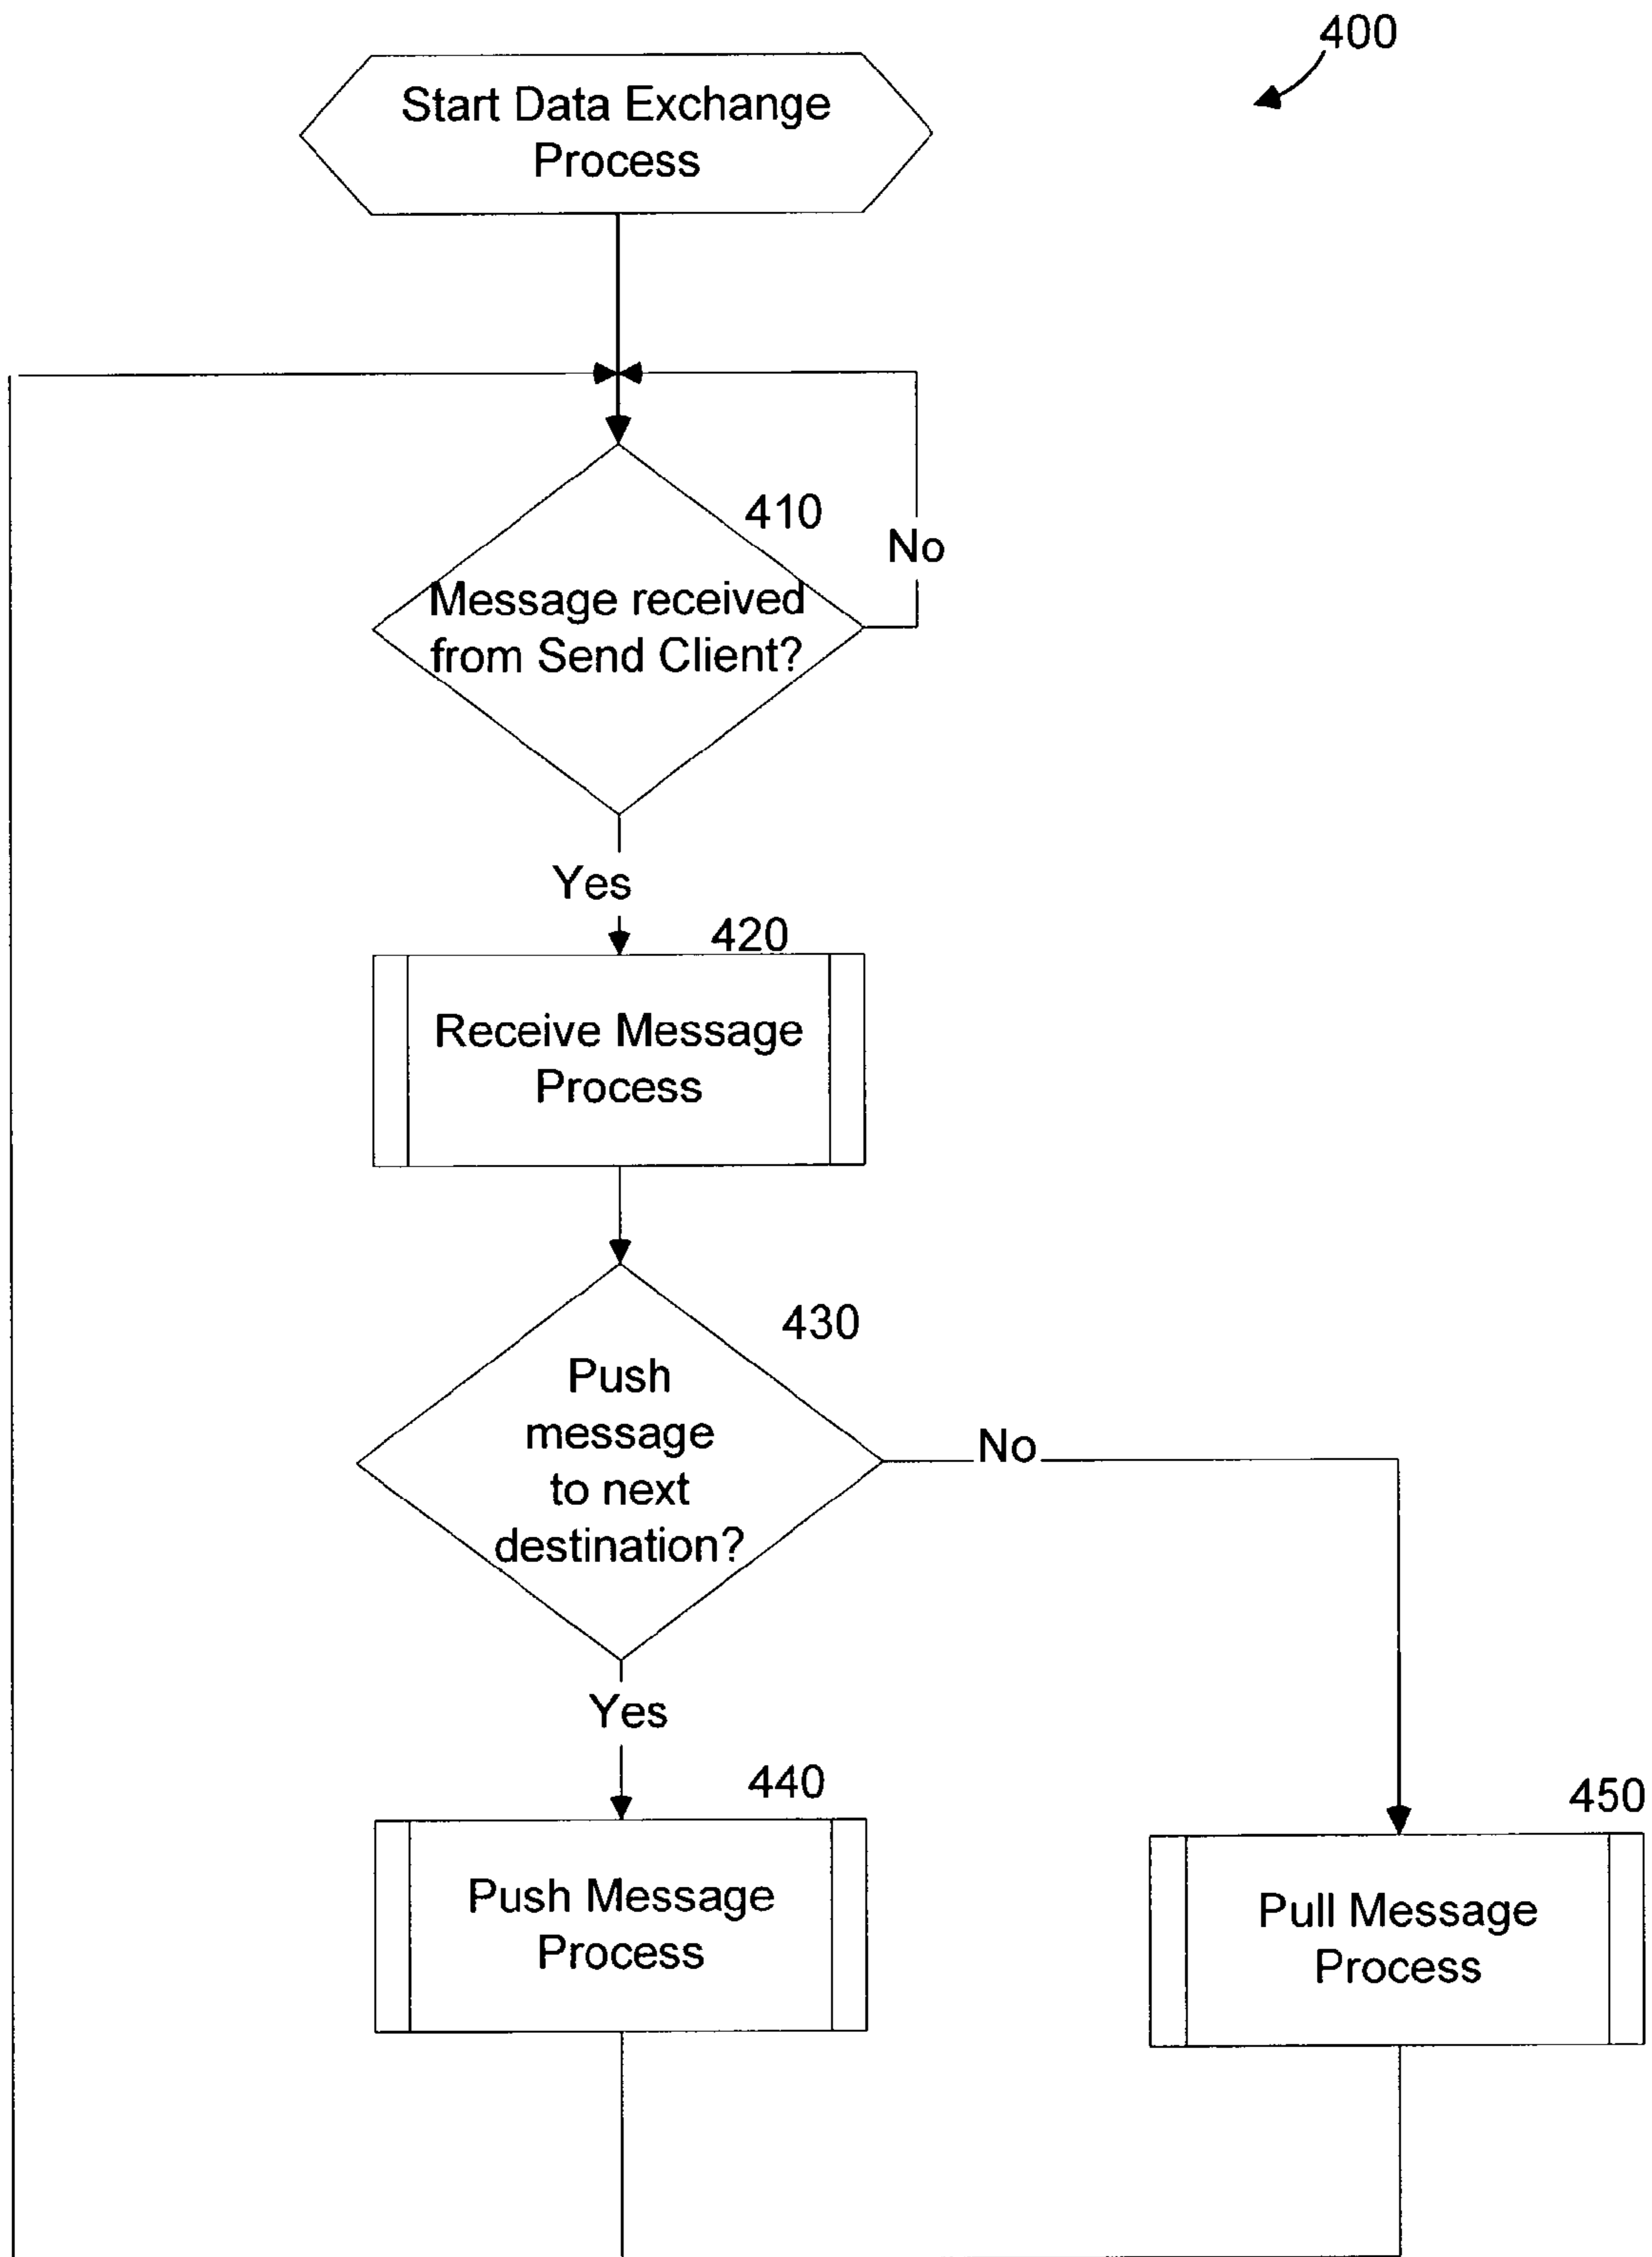 400
Start Data Exchange
Process
410
No
Message received
from Send Client?
Yes
420
Receive Message
Process
430
Push
message
to next
destination?
No
Yes
440
450
Push Message
Process
Pull Message
Process